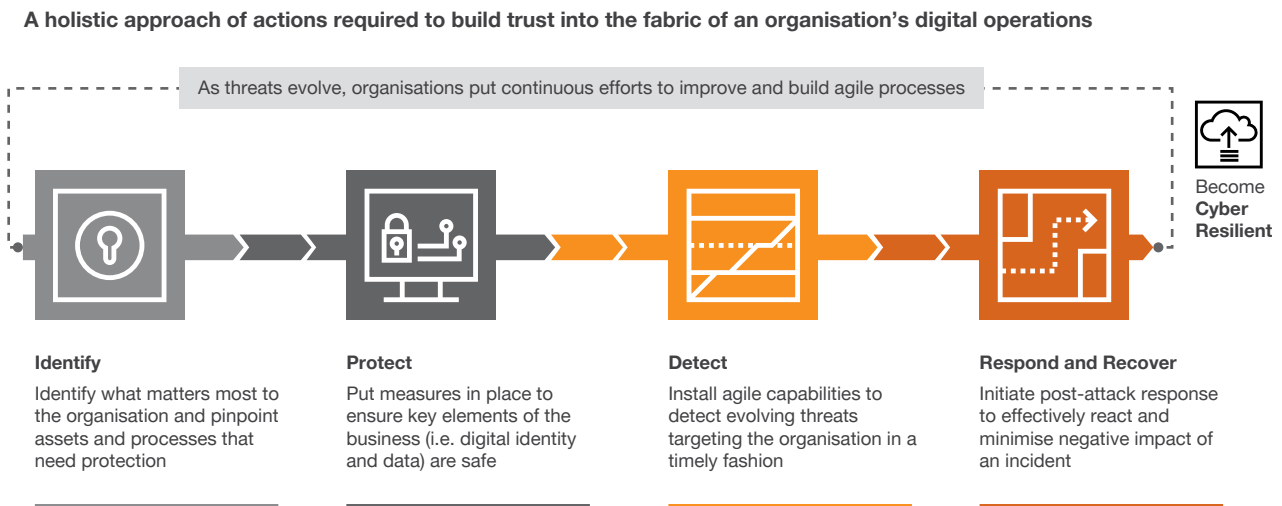 A holistic approach of actions required to build trust into the fabric of an organisation’s digital operations
As threats evolve, organisations put continuous efforts to improve and build agile processes
Become
Cyber
Resilient
Identify
Identify what matters most to
the organisation and pinpoint
assets and processes that
need protection
Protect
Put measures in place to
ensure key elements of the
business (i.e. digital identity
and data) are safe
Detect
Install agile capabilities to
detect evolving threats
targeting the organisation in a
timely fashion
Respond and Recover
Initiate post-attack response
to effectively react and
minimise negative impact of
an incident